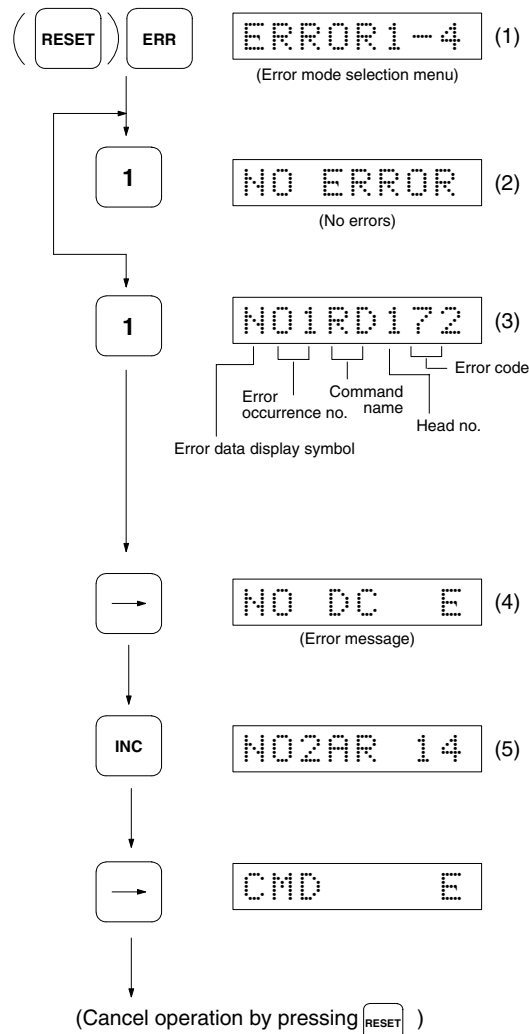 ( RESET ) ERR ERROR1-4 (1)
(Error mode selection menu)
1 NO ERROR (2)
(No errors)
1 N01RD172 (3)
Error code
Error occurrence no.
Command name
Head no.
Error data display symbol
→ NO DC E (4)
(Error message)
INC N02AR 14 (5)
→ CMD E
(Cancel operation by pressing RESET )